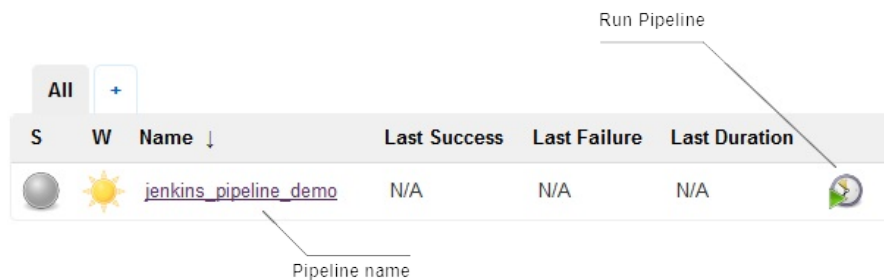 Run Pipeline
All +
S W Name ↓ Last Success Last Failure Last Duration
jenkins_pipeline_demo N/A N/A N/A
Pipeline name